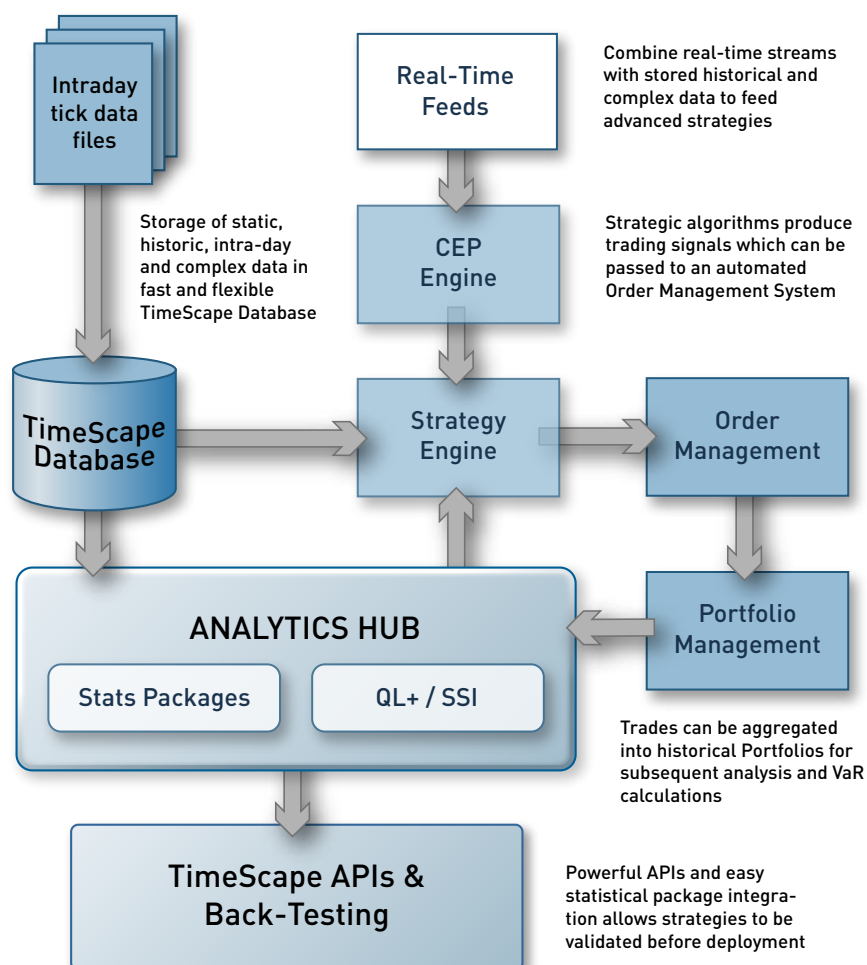 Intraday
tick data
files
Real-Time
Feeds
Combine real-time streams
with stored historical and
complex data to feed
advanced strategies
Storage of static,
historic, intra-day
and complex data in
fast and flexible
TimeScape Database
CEP
Engine
Strategic algorithms produce
trading signals which can be
passed to an automated
Order Management System
TimeScape
Database
Strategy
Engine
Order
Management
ANALYTICS HUB
Stats Packages
QL+ / SSI
Portfolio
Management
Trades can be aggregated
into historical Portfolios for
subsequent analysis and VaR
calculations
TimeScape APIs &
Back-Testing
Powerful APIs and easy
statistical package integra-
tion allows strategies to be
validated before deployment